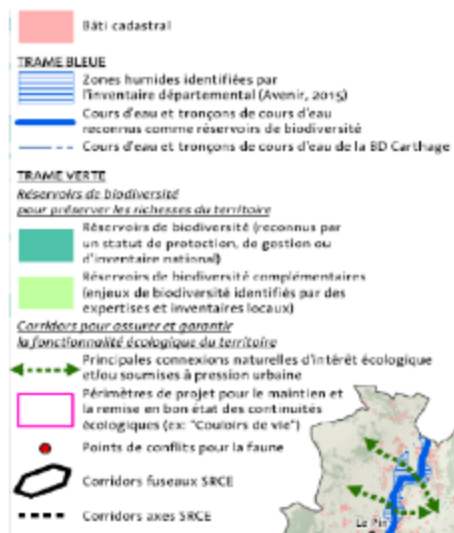 Bâti cadastral
TRAME BLEUE
Zones humides identifiées par
l'inventaire départemental (Avenir, 2015)
Cours d'eau et tronçons de cours d'eau
reconnus comme réservoirs de biodiversité
Cours d'eau et tronçons de cours d'eau de la BD Carthage
TRAME VERTE
Réservoirs de biodiversité
pour préserver les richesses du territoire
Réservoirs de biodiversité (reconnus par
un statut de protection, de gestion ou
d'inventaire national)
Réservoirs de biodiversité complémentaires
(enjeux de biodiversité identifiés par des
expertises et inventaires locaux)
Corridors pour assurer et garantir
la fonctionnalité écologique du territoire
Principales connexions naturelles d'intérêt écologique
et/ou soumises à pression urbaine
Périmètres de projet pour le maintien et
la remise en bon état des continuités
écologiques (ex: "Couloirs de vie")
Points de conflits pour la faune
Corridors fuseaux SRCE
Corridors axes SRCE
Le Pin